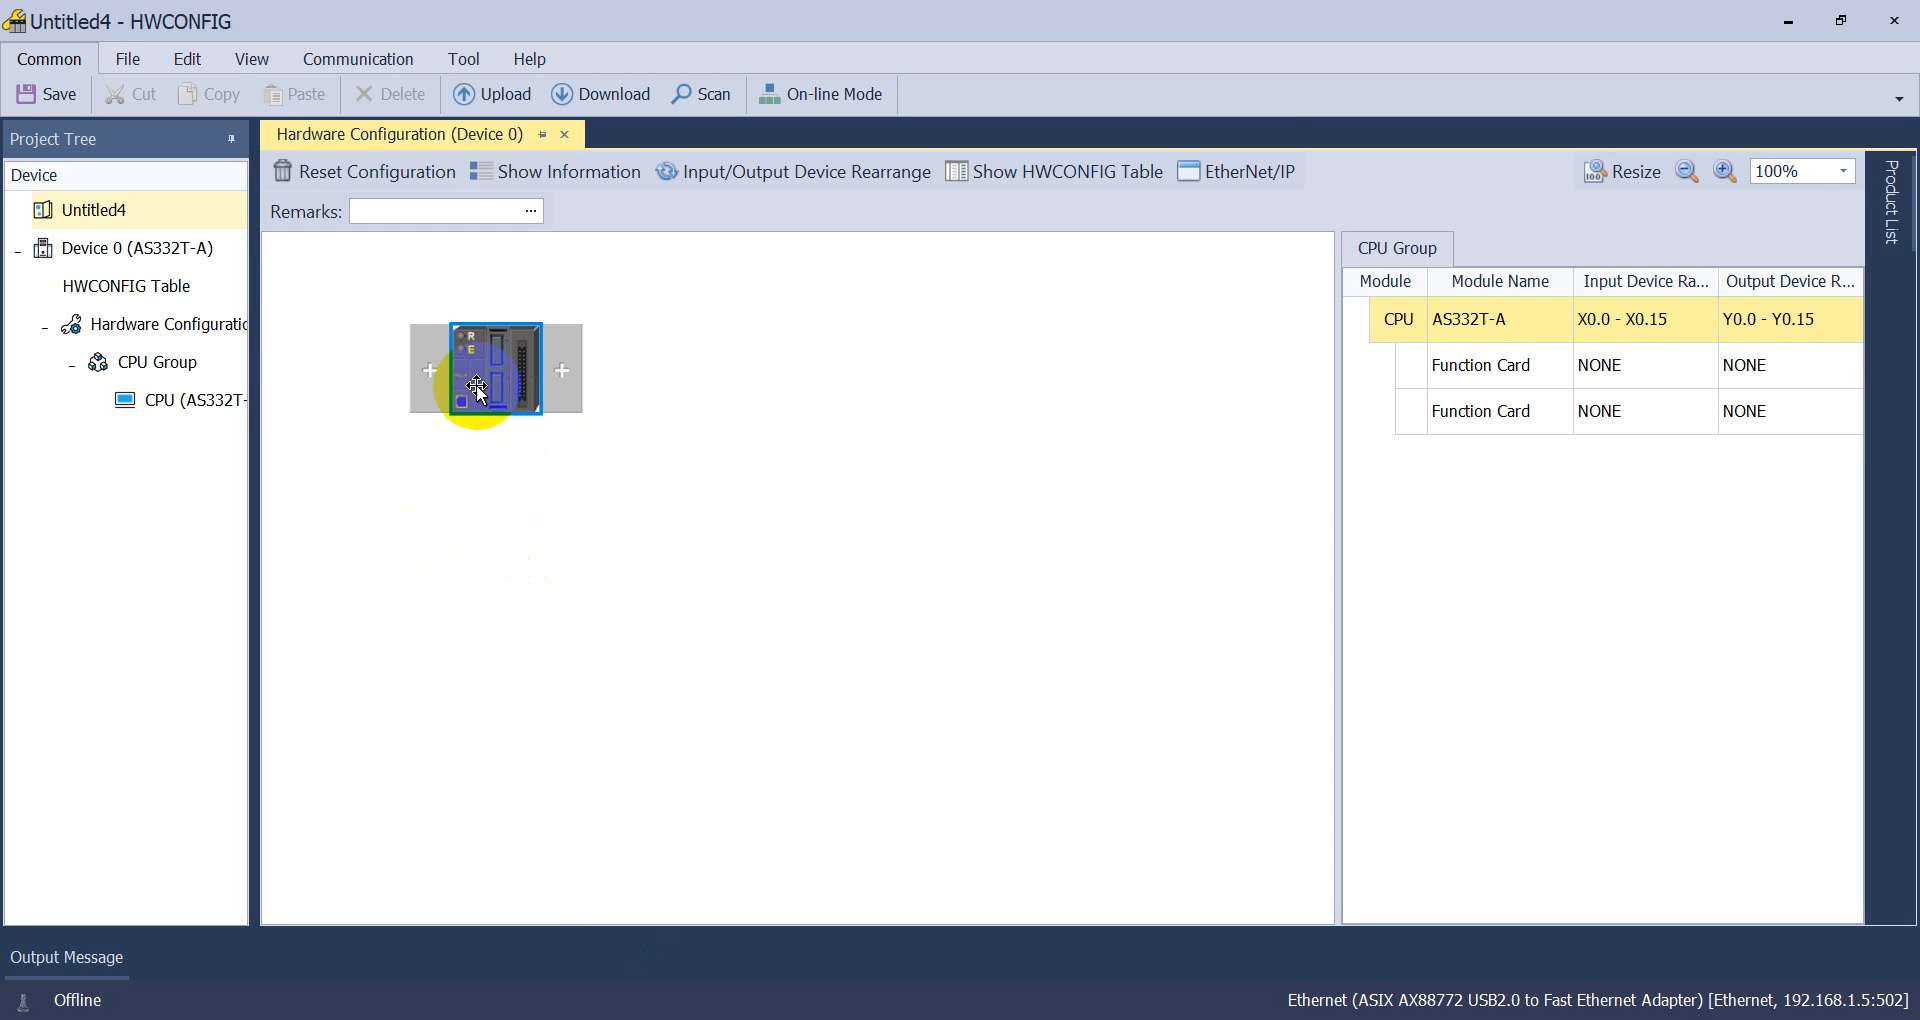 Untitled4 - HWCONFIG
Common File Edit View Communication Tool Help
Save Cut Copy Paste Delete Upload Download Scan On-line Mode
Project Tree
Hardware Configuration (Device 0)
Device
Reset Configuration Show Information Input/Output Device Rearrange Show HWCONFIG Table EtherNet/IP Resize 100%
Product List
Remarks: ...
Untitled4
Device 0 (AS332T-A)
HWCONFIG Table
Hardware Configuratic
CPU Group
CPU (AS332T-
R
E
CPU Group
Module Module Name Input Device Ra... Output Device R...
CPU AS332T-A X0.0 - X0.15 Y0.0 - Y0.15
Function Card NONE NONE
Function Card NONE NONE
Output Message
Offline Ethernet (ASIX AX88772 USB2.0 to Fast Ethernet Adapter) [Ethernet, 192.168.1.5:502]